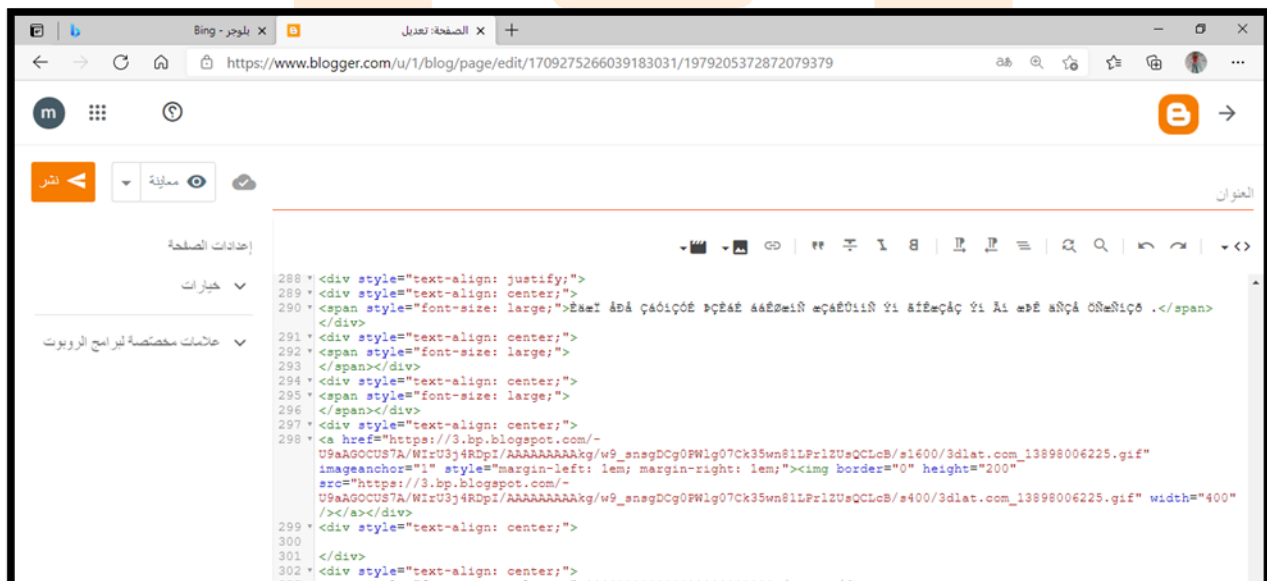 بلوجر - Bing
الصفحة: تعديل
https://www.blogger.com/u/1/blog/page/edit/1709275266039183031/1979205372872079379
m
نشر
معاينة
العنوان
إعدادات الصفحة
خيارات
علامات مخصّصة لبرامج الروبوت
288 <div style="text-align: justify;">
289 <div style="text-align: center;">
290 <span style="font-size: large;"> .</span>
</div>
291 <div style="text-align: center;">
292 <span style="font-size: large;">
293 </span></div>
294 <div style="text-align: center;">
295 <span style="font-size: large;">
296 </span></div>
297 <div style="text-align: center;">
298 <a href="https://3.bp.blogspot.com/-
U9aAGOCUS7A/WIrU3j4RDpI/AAAAAAAAAkg/w9_snsgDCg0PWlg07Ck35wn81LPrlZUsQCLcB/s1600/3dlat.com_13898006225.gif"
imageanchor="1" style="margin-left: 1em; margin-right: 1em;"><img border="0" height="200"
src="https://3.bp.blogspot.com/-
U9aAGOCUS7A/WIrU3j4RDpI/AAAAAAAAAkg/w9_snsgDCg0PWlg07Ck35wn81LPrlZUsQCLcB/s400/3dlat.com_13898006225.gif" width="400"
/></a></div>
299 <div style="text-align: center;">
300
301 </div>
302 <div style="text-align: center;">